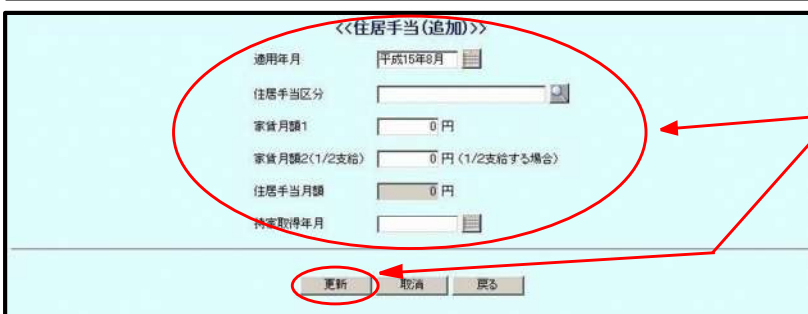 <<住居手当(追加)>>
適用年月 平成15年8月
住居手当区分
家賃月額1 0 円
家賃月額2(1/2支給) 0 円 (1/2支給する場合)
住居手当月額 0 円
持家取得年月
更新 取消 戻る